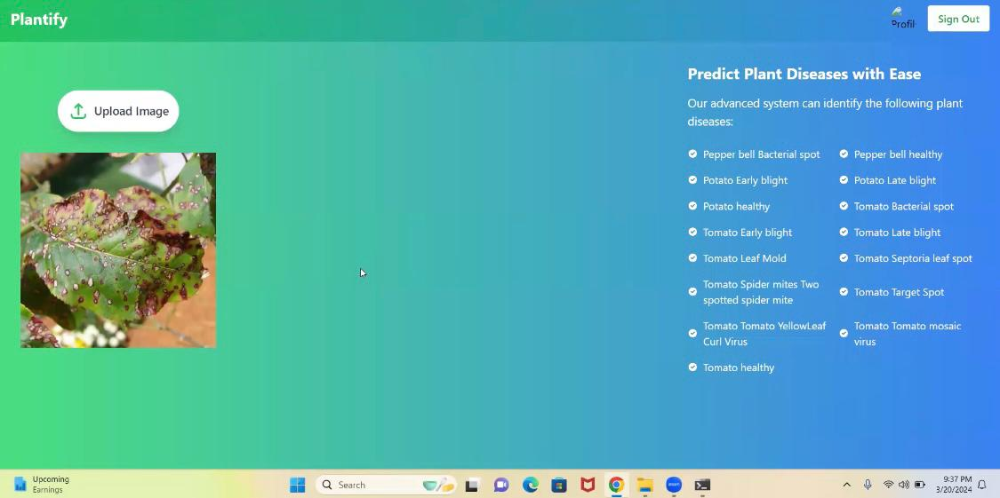 Plantify
Profil
Sign Out
Upload Image
Predict Plant Diseases with Ease
Our advanced system can identify the following plant
diseases:
Pepper bell Bacterial spot
Pepper bell healthy
Potato Early blight
Potato Late blight
Potato healthy
Tomato Bacterial spot
Tomato Early blight
Tomato Late blight
Tomato Leaf Mold
Tomato Septoria leaf spot
Tomato Spider mites Two
spotted spider mite
Tomato Target Spot
Tomato Tomato YellowLeaf
Curl Virus
Tomato Tomato mosaic
virus
Tomato healthy
Upcoming
Earnings
Search
zoom
9:37 PM
3/20/2024